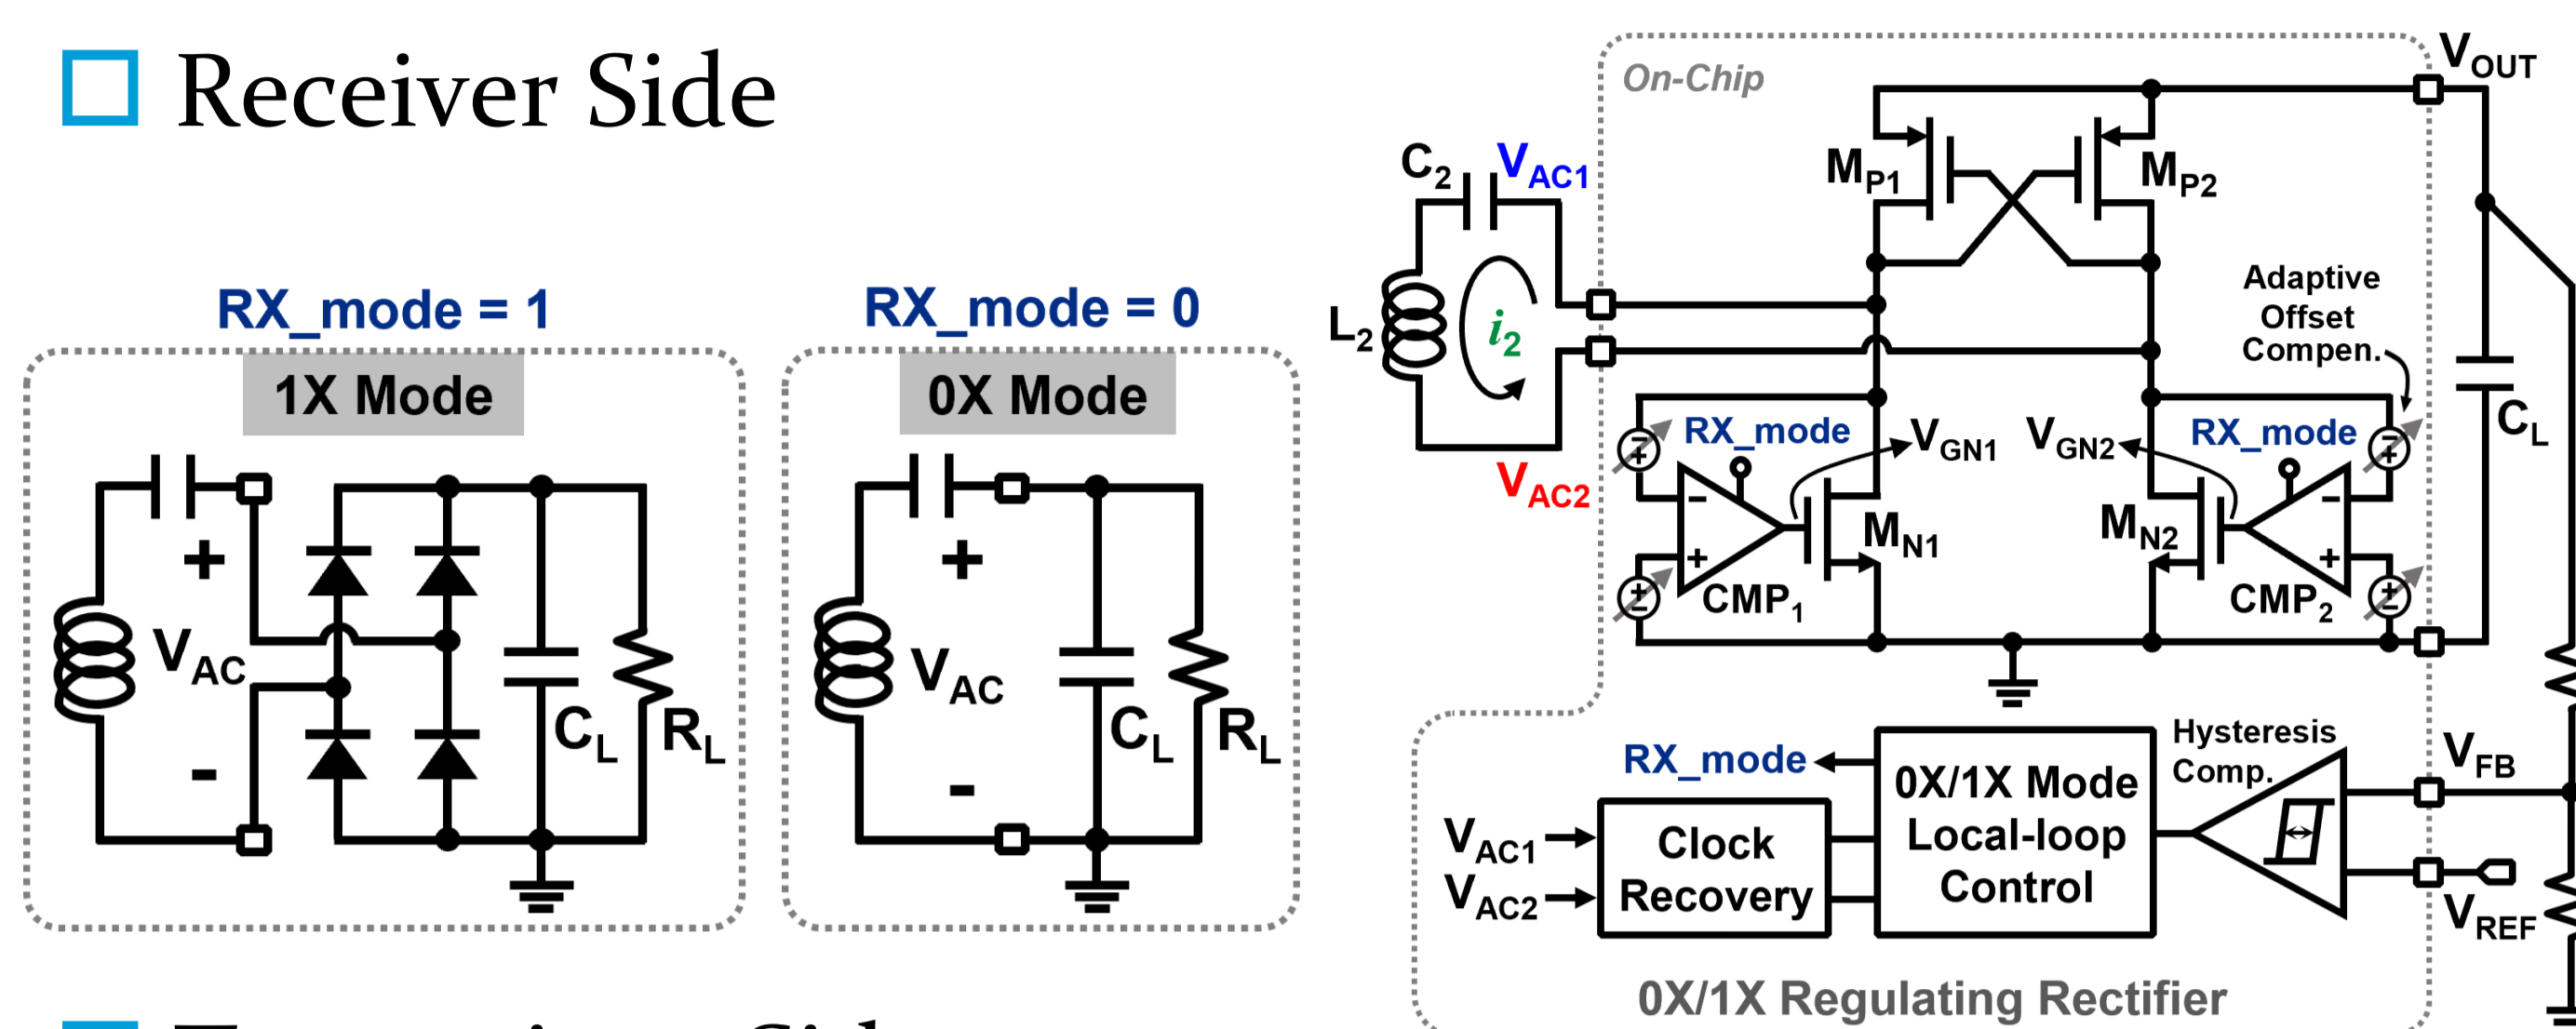 Receiver Side
RX_mode = 1
1X Mode
+
VAC
-
CL
RL
RX_mode = 0
0X Mode
+
VAC
-
CL
RL
On-Chip
VOUT
C2
VAC1
L2
i2
VAC2
MP1
MP2
Adaptive
Offset
Compen.
CL
RX_mode
VGN1
VGN2
RX_mode
-
+
CMP1
MN1
MN2
-
+
CMP2
RX_mode
VAC1
VAC2
Clock
Recovery
0X/1X Mode
Local-loop
Control
Hysteresis
Comp.
VFB
VREF
0X/1X Regulating Rectifier